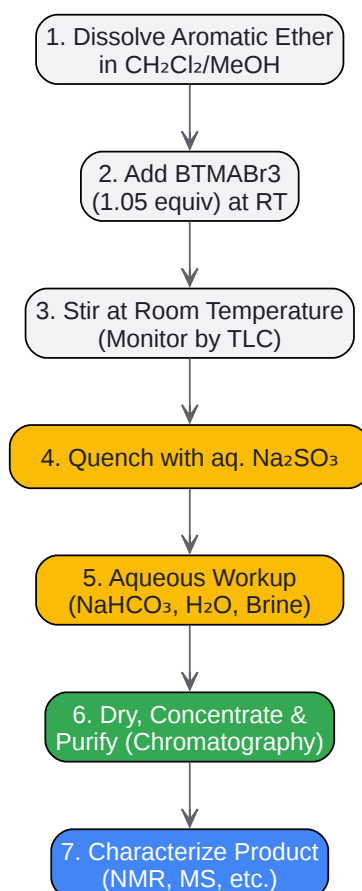 1. Dissolve Aromatic Ether
in CH₂Cl₂/MeOH
2. Add BTMABr3
(1.05 equiv) at RT
3. Stir at Room Temperature
(Monitor by TLC)
4. Quench with aq. Na₂SO₃
5. Aqueous Workup
(NaHCO₃, H₂O, Brine)
6. Dry, Concentrate &
Purify (Chromatography)
7. Characterize Product
(NMR, MS, etc.)